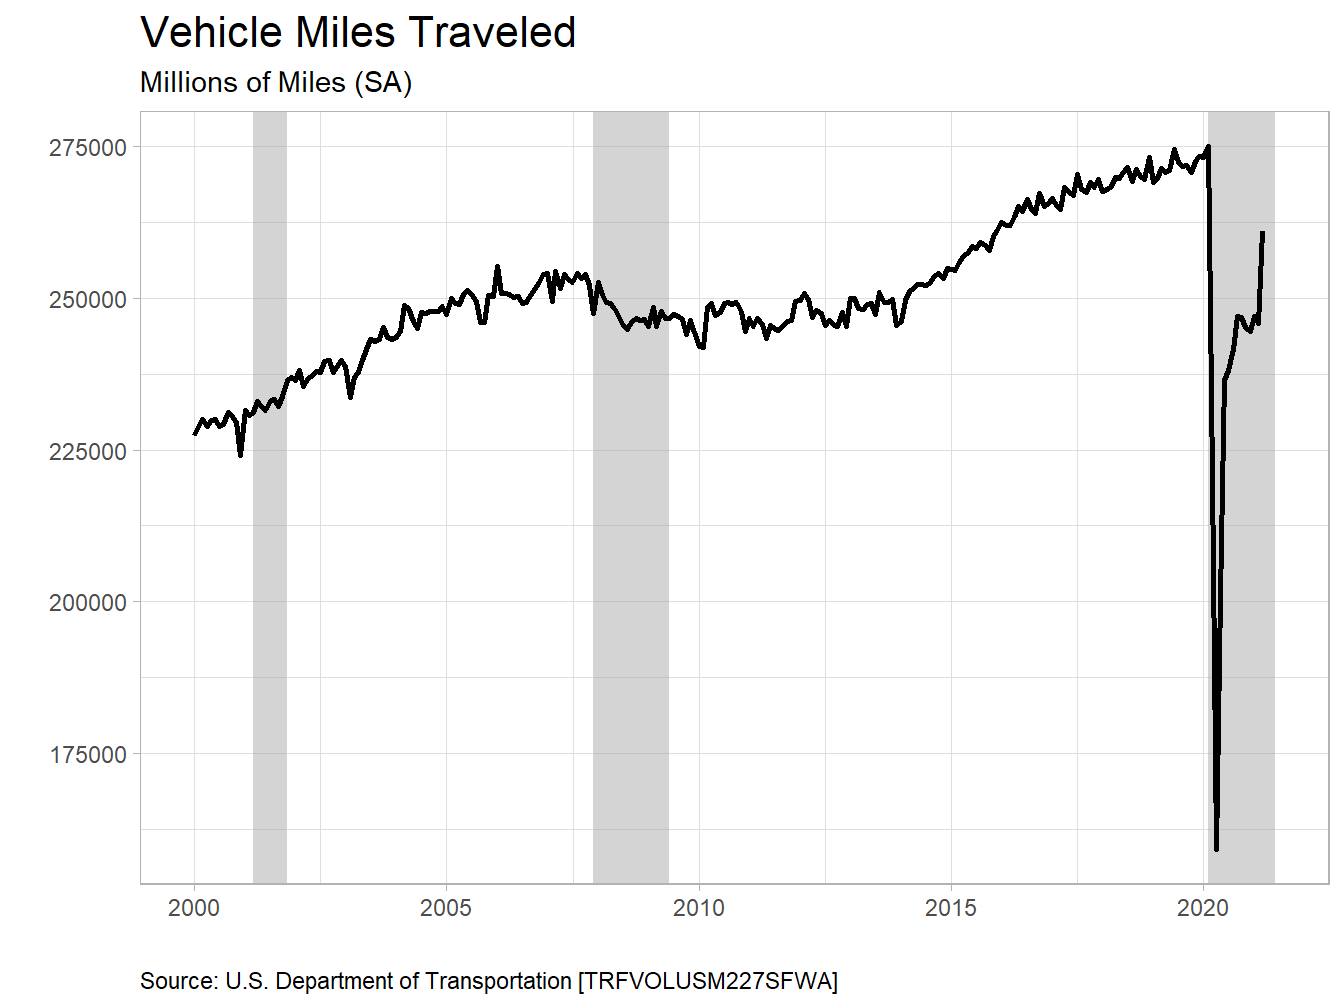 Vehicle Miles Traveled
Millions of Miles (SA)
275000
250000
225000
200000
175000
2000 2005 2010 2015 2020
Source: U.S. Department of Transportation [TRFVOLUSM227SFWA]